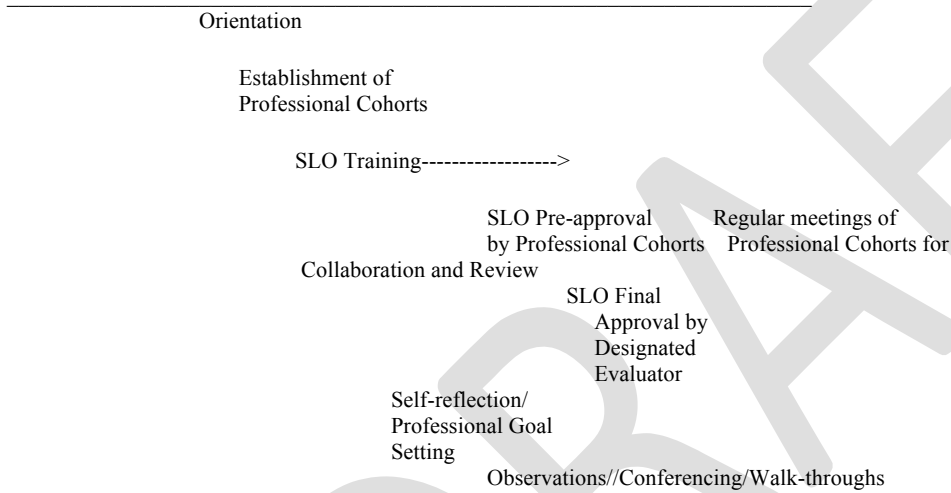 Orientation
Establishment of
Professional Cohorts
SLO Training------------------>
SLO Pre-approval Regular meetings of
by Professional Cohorts Professional Cohorts for
Collaboration and Review
SLO Final
Approval by
Designated
Evaluator
Self-reflection/
Professional Goal
Setting
Observations//Conferencing/Walk-throughs